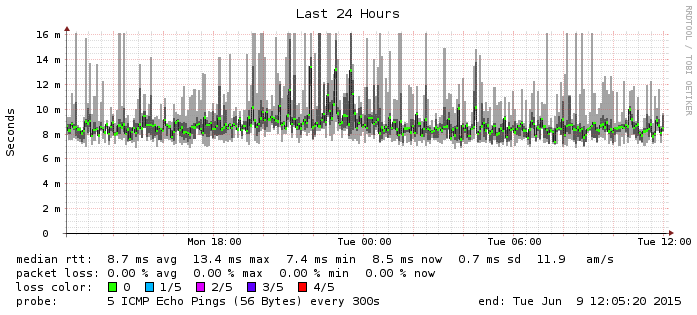 Last 24 Hours
RRDTOOL / TOBI OETIKER
Seconds
16 m
14 m
12 m
10 m
8 m
6 m
4 m
2 m
0
Mon 18:00 Tue 00:00 Tue 06:00 Tue 12:00
median rtt: 8.7 ms avg 13.4 ms max 7.4 ms min 8.5 ms now 0.7 ms sd 11.9 am/s
packet loss: 0.00 % avg 0.00 % max 0.00 % min 0.00 % now
loss color: 0 1/5 2/5 3/5 4/5
probe: 5 ICMP Echo Pings (56 Bytes) every 300s end: Tue Jun 9 12:05:20 2015